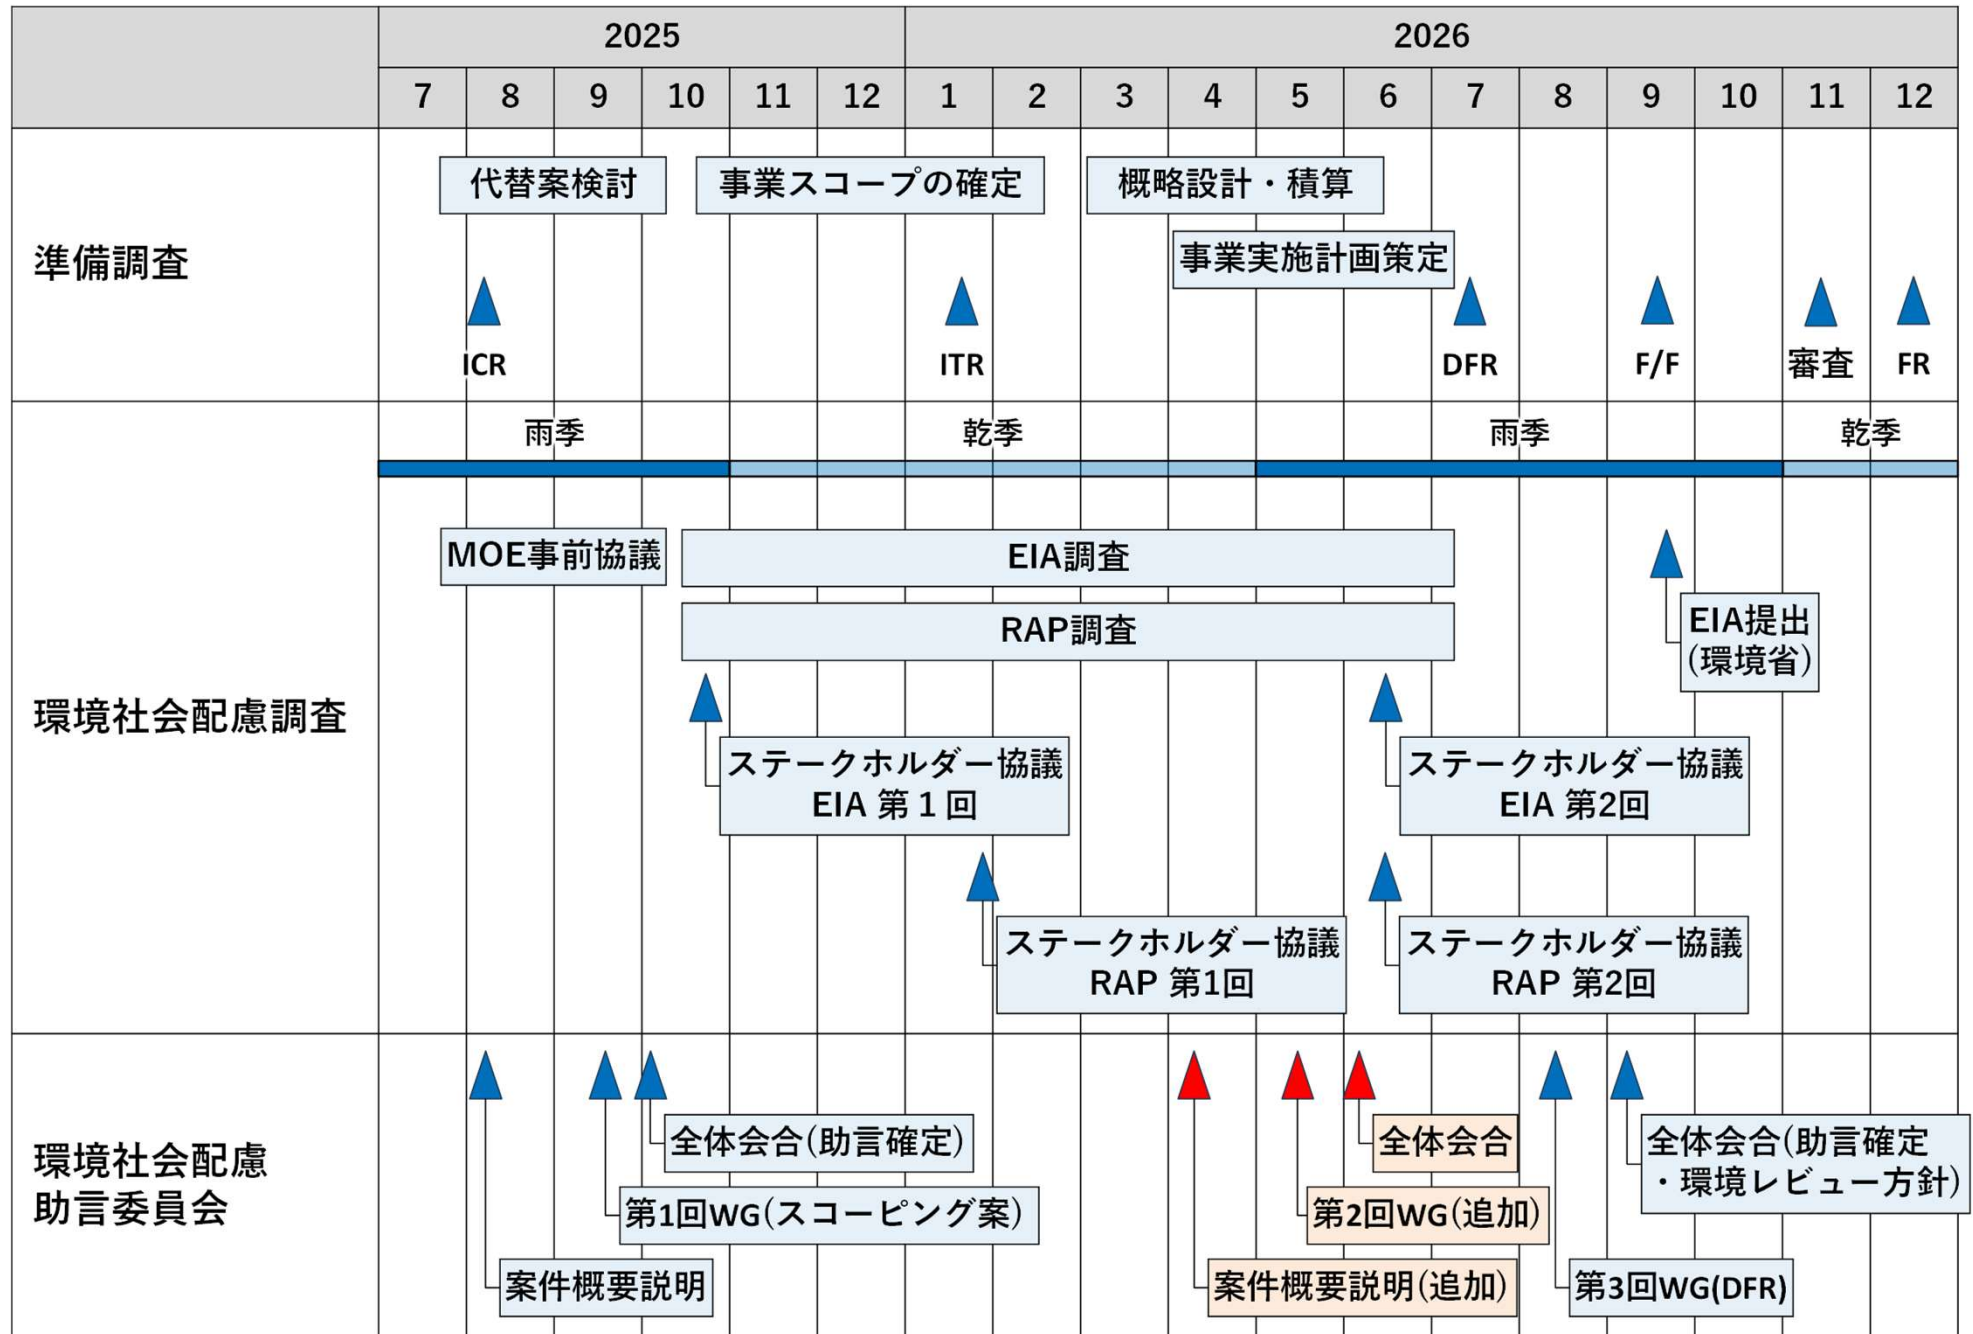 2025
2026
7 8 9 10 11 12 1 2 3 4 5 6 7 8 9 10 11 12
準備調査
代替案検討
事業スコープの確定
概略設計・積算
事業実施計画策定
ICR
ITR
DFR
F/F
審査
FR
環境社会配慮調査
雨季
乾季
雨季
乾季
MOE事前協議
EIA調査
RAP調査
EIA提出
(環境省)
ステークホルダー協議
EIA 第１回
ステークホルダー協議
EIA 第2回
ステークホルダー協議
RAP 第1回
ステークホルダー協議
RAP 第2回
環境社会配慮
助言委員会
全体会合(助言確定)
第1回WG(スコーピング案)
案件概要説明
全体会合
第2回WG(追加)
案件概要説明(追加)
全体会合(助言確定
・環境レビュー方針)
第3回WG(DFR)